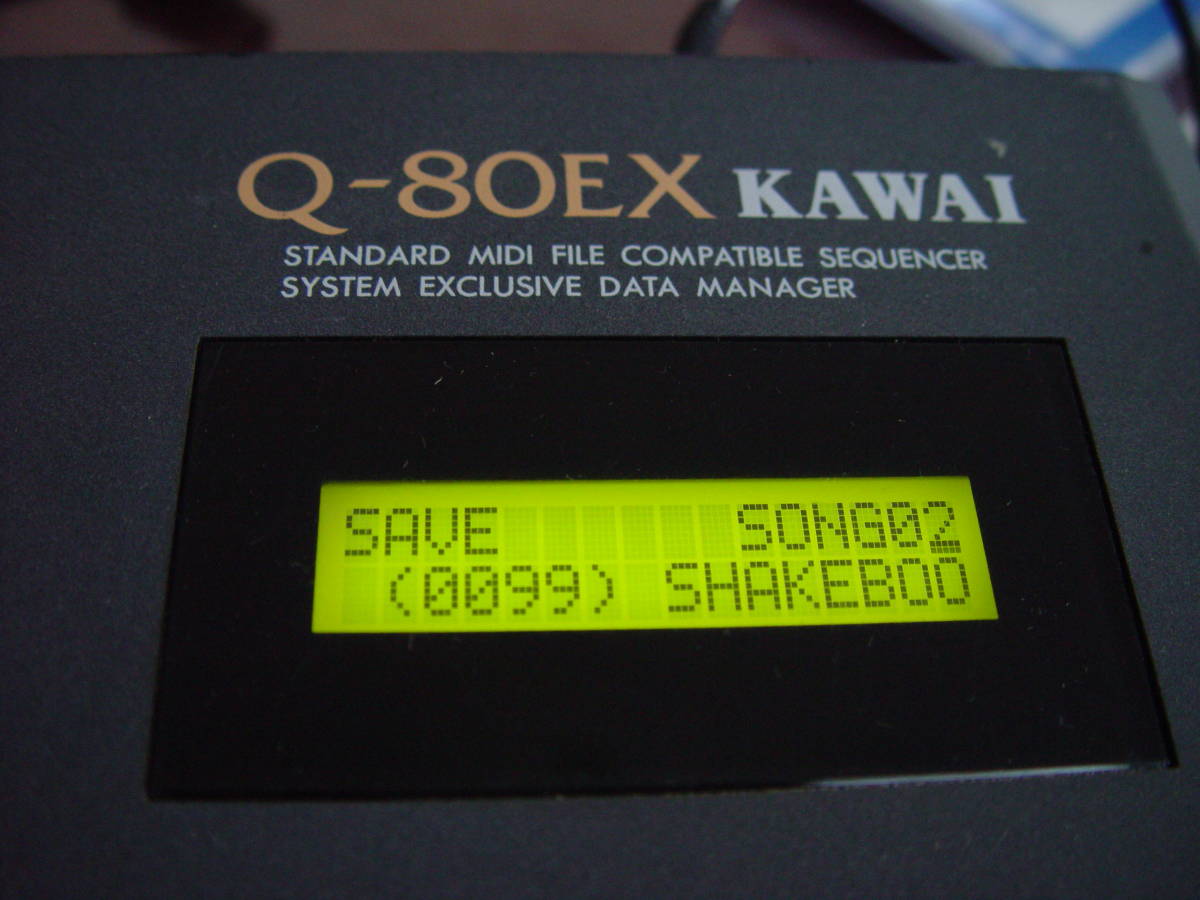 Q-80EX KAWAI
STANDARD MIDI FILE COMPATIBLE SEQUENCER
SYSTEM EXCLUSIVE DATA MANAGER
SAVE SONG02
(0099) SHAKEBOO